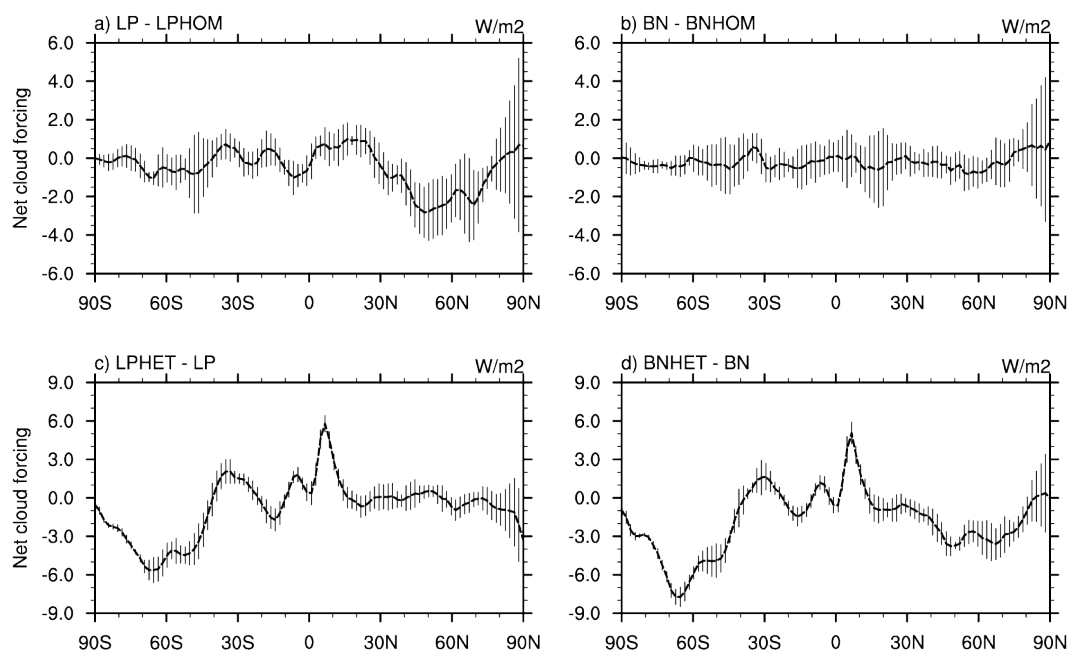 a) LP - LPHOM W/m2
b) BN - BNHOM W/m2
Net cloud forcing
6.0
4.0
2.0
0.0
-2.0
-4.0
-6.0
90S 60S 30S 0 30N 60N 90N
6.0
4.0
2.0
0.0
-2.0
-4.0
-6.0
90S 60S 30S 0 30N 60N 90N
c) LPHET - LP W/m2
d) BNHET - BN W/m2
Net cloud forcing
9.0
6.0
3.0
0.0
-3.0
-6.0
-9.0
90S 60S 30S 0 30N 60N 90N
9.0
6.0
3.0
0.0
-3.0
-6.0
-9.0
90S 60S 30S 0 30N 60N 90N